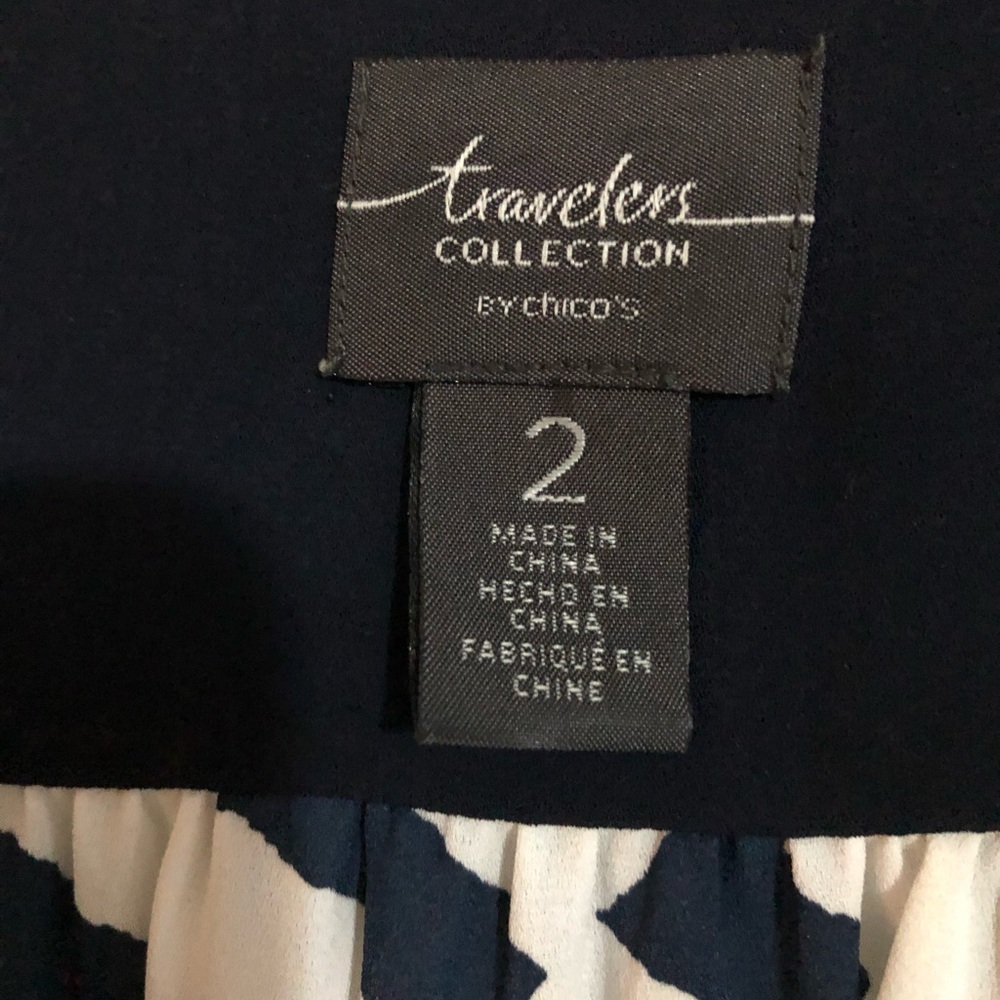 travelers
COLLECTION
BY chico's
2
MADE IN
CHINA
HECHO EN
CHINA
FABRIQUÉ EN
CHINE